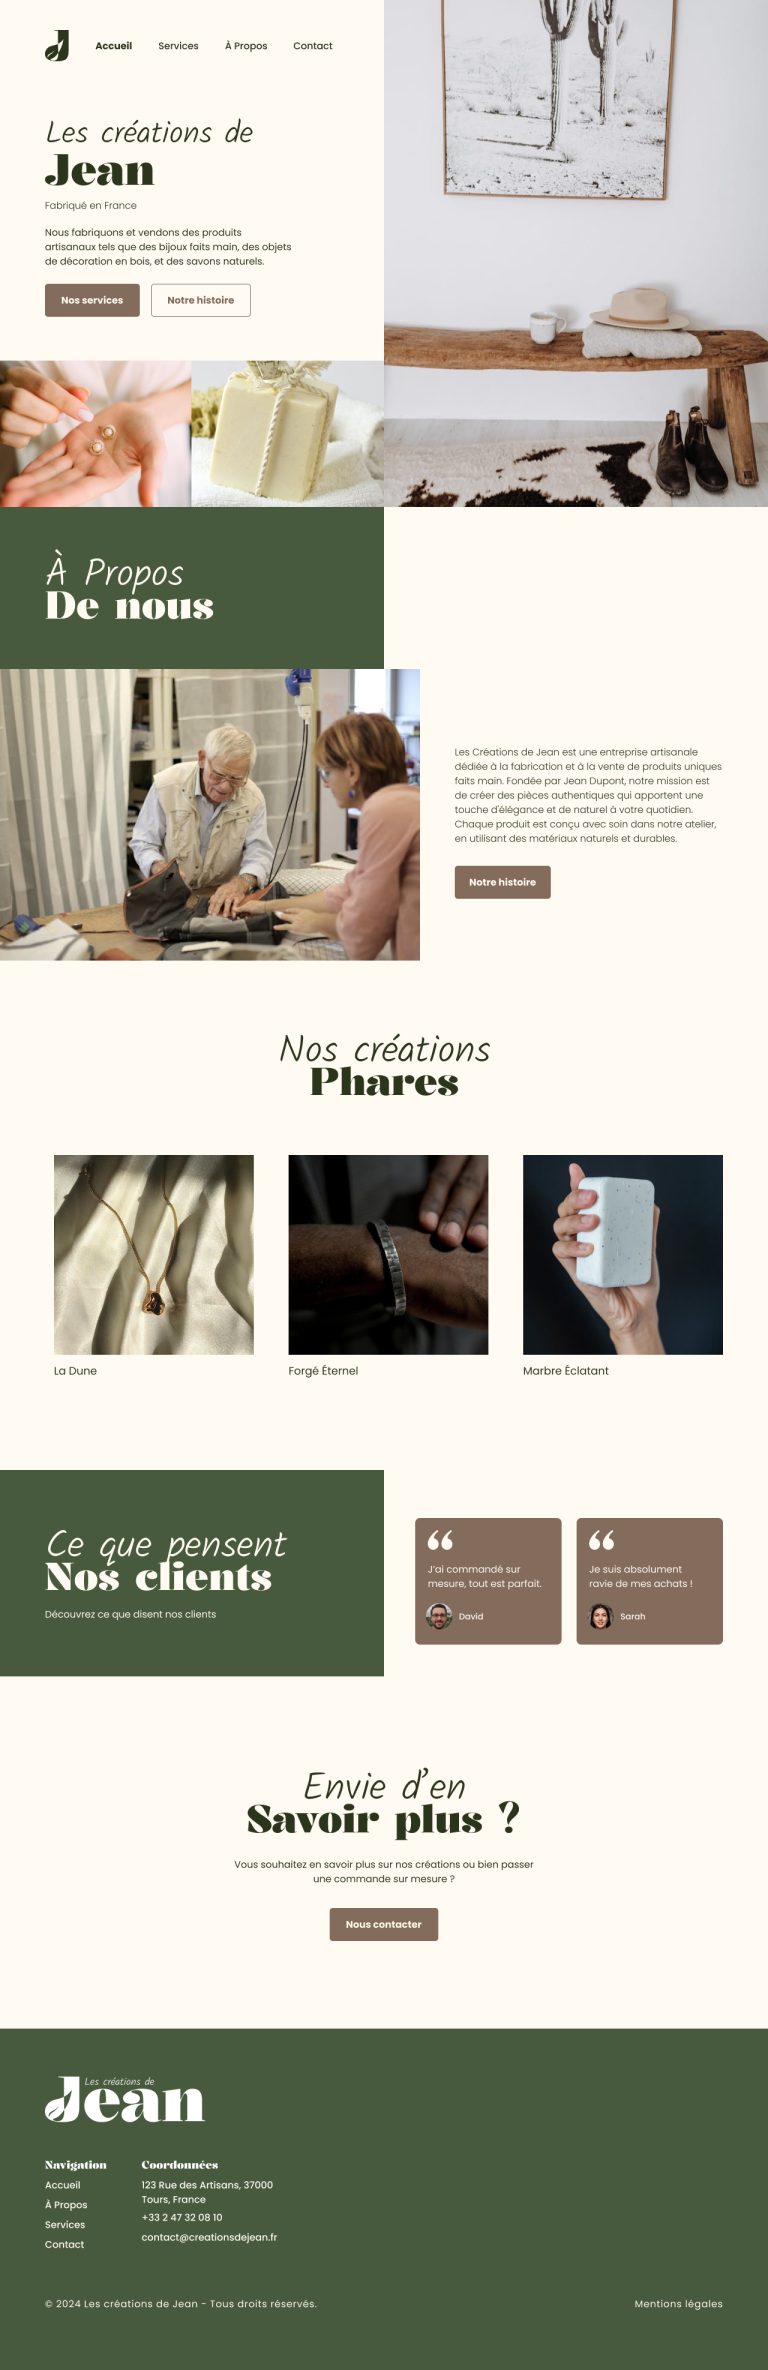 J
Accueil
Services
À Propos
Contact
Les créations de
Jean
Fabriqué en France
Nous fabriquons et vendons des produits
artisanaux tels que des bijoux faits main, des objets
de décoration en bois, et des savons naturels.
Nos services
Notre histoire
À Propos
De nous
Les Créations de Jean est une entreprise artisanale
dédiée à la fabrication et à la vente de produits uniques
faits main. Fondée par Jean Dupont, notre mission est
de créer des pièces authentiques qui apportent une
touche d'élégance et de naturel à votre quotidien.
Chaque produit est conçu avec soin dans notre atelier,
en utilisant des matériaux naturels et durables.
Notre histoire
Nos créations
Phares
La Dune
Forgé Éternel
Marbre Éclatant
Ce que pensent
Nos clients
Découvrez ce que disent nos clients
“
J'ai commandé sur
mesure, tout est parfait.
David
“
Je suis absolument
ravie de mes achats !
Sarah
Envie d’en
Savoir plus ?
Vous souhaitez en savoir plus sur nos créations ou bien passer
une commande sur mesure ?
Nous contacter
Les créations de
Jean
Navigation
Accueil
À Propos
Services
Contact
Coordonnées
123 Rue des Artisans, 37000
Tours, France
+33 2 47 32 08 10
contact@creationsdejean.fr
© 2024 Les créations de Jean - Tous droits réservés.
Mentions légales